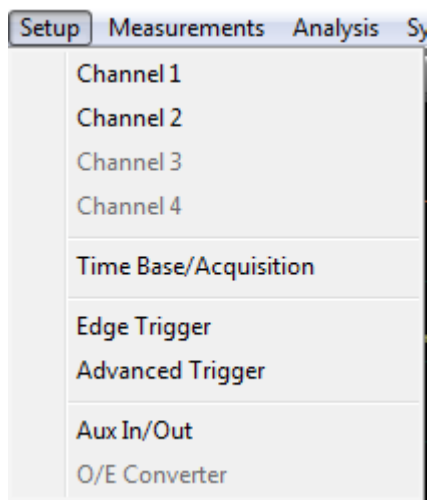 Setup Measurements Analysis Sy
Channel 1
Channel 2
Channel 3
Channel 4
Time Base/Acquisition
Edge Trigger
Advanced Trigger
Aux In/Out
O/E Converter